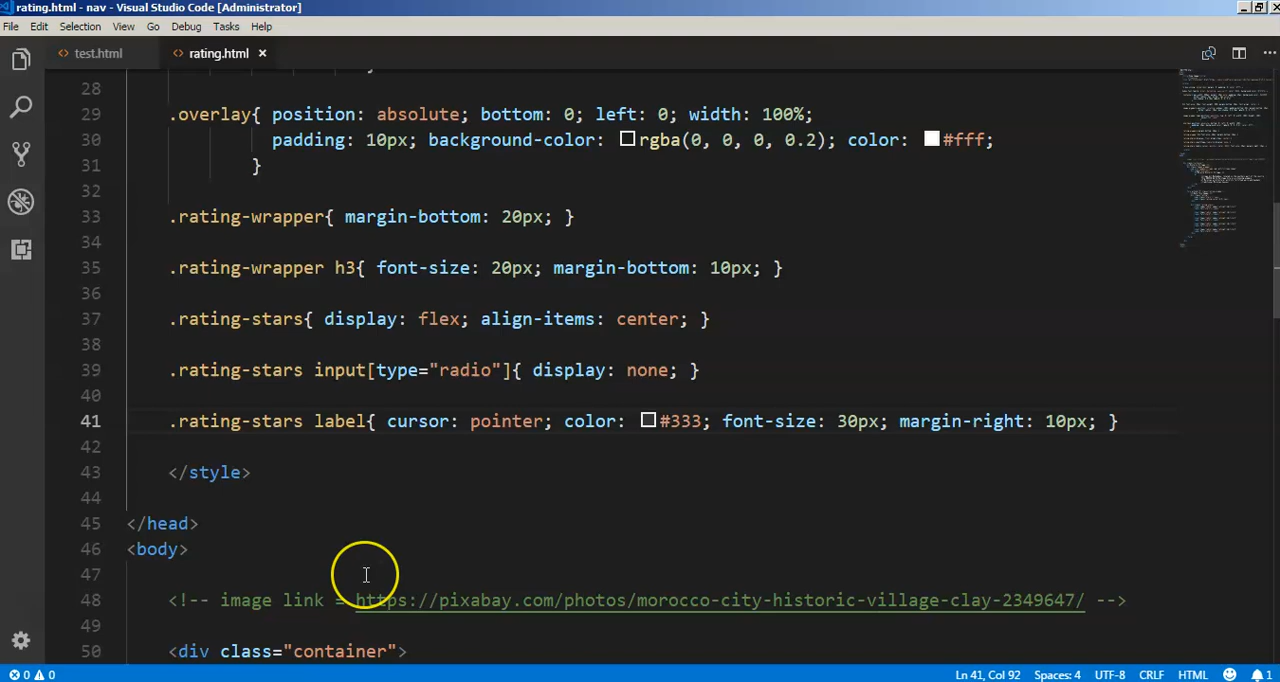 rating.html - nav - Visual Studio Code [Administrator]
File Edit Selection View Go Debug Tasks Help
<> test.html <> rating.html ×
28
29 .overlay{ position: absolute; bottom: 0; left: 0; width: 100%;
30 padding: 10px; background-color: rgba(0, 0, 0, 0.2); color: #fff;
31 }
32
33 .rating-wrapper{ margin-bottom: 20px; }
34
35 .rating-wrapper h3{ font-size: 20px; margin-bottom: 10px; }
36
37 .rating-stars{ display: flex; align-items: center; }
38
39 .rating-stars input[type="radio"]{ display: none; }
40
41 .rating-stars label{ cursor: pointer; color: #333; font-size: 30px; margin-right: 10px; }
42
43 </style>
44
45 </head>
46 <body>
47
48 <!-- image link = https://pixabay.com/photos/morocco-city-historic-village-clay-2349647/ -->
49
50 <div class="container">
0 0 Ln 41, Col 92 Spaces: 4 UTF-8 CRLF HTML 1